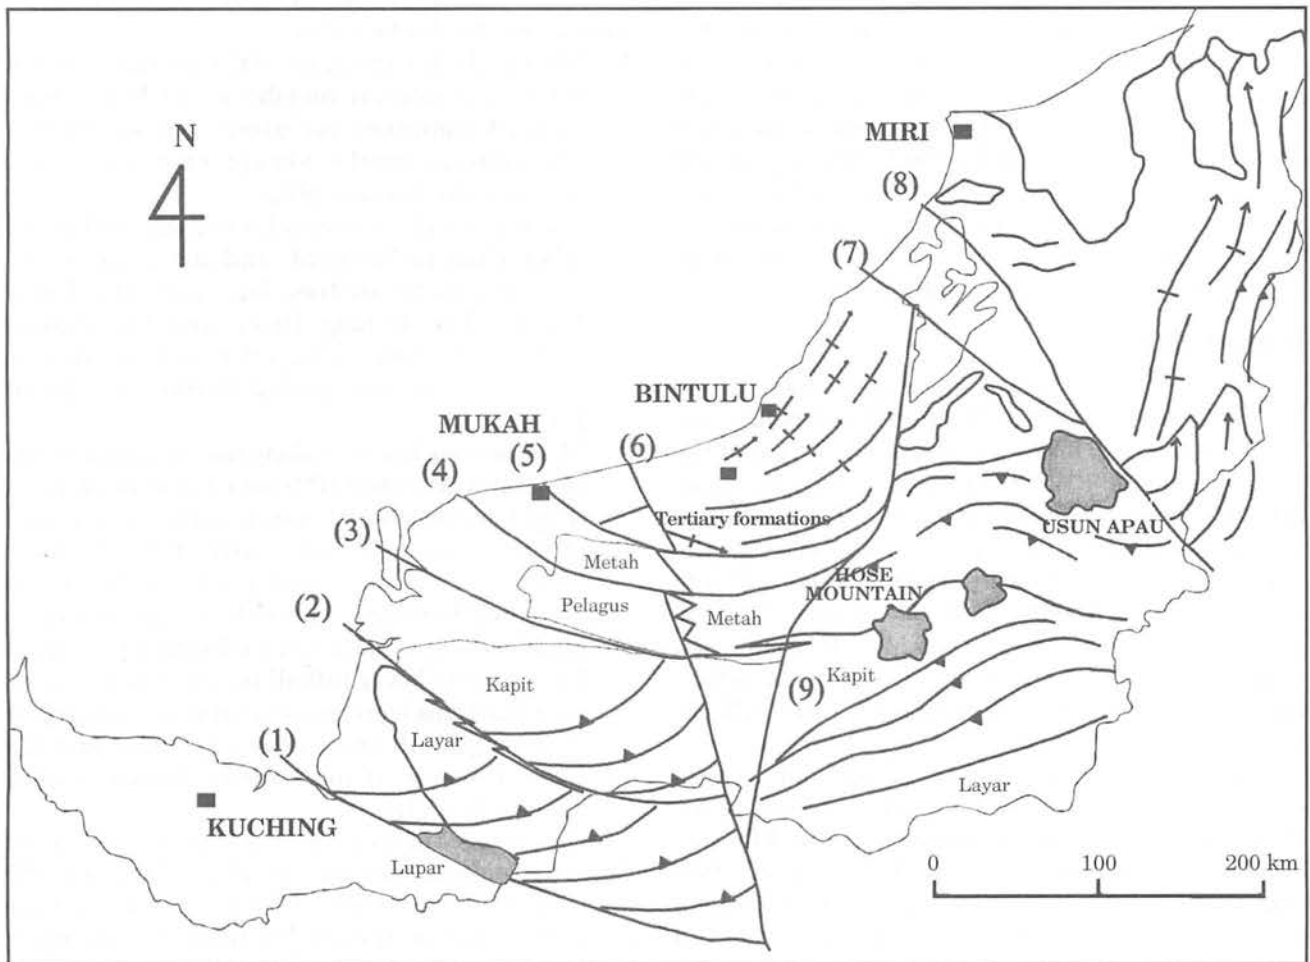 N
MIRI
(8)
(7)
BINTULU
MUKAH
(6)
(5)
(4)
Tertiary formations
USUN APAU
(3)
Metah
HOSE
MOUNTAIN
Pelagus
Metah
(2)
Kapit
Kapit
(9)
Layar
(1)
Layar
KUCHING
Lupar
0 100 200 km